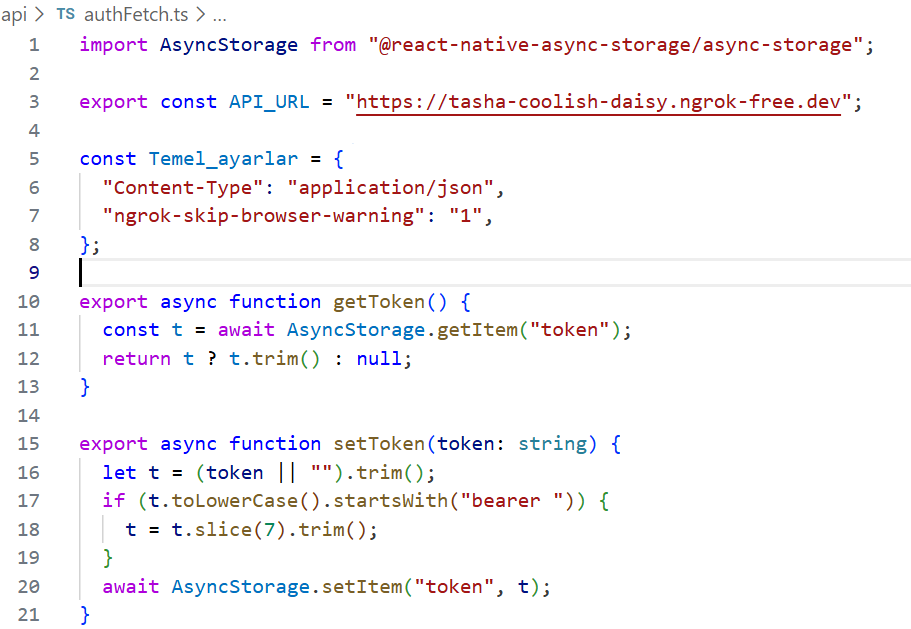 api > TS authFetch.ts > ...
1 import AsyncStorage from "@react-native-async-storage/async-storage";
2
3 export const API_URL = "https://tasha-coolish-daisy.ngrok-free.dev";
4
5 const Temel_ayarlar = {
6   "Content-Type": "application/json",
7   "ngrok-skip-browser-warning": "1",
8 };
9
10 export async function getToken() {
11   const t = await AsyncStorage.getItem("token");
12   return t ? t.trim() : null;
13 }
14
15 export async function setToken(token: string) {
16   let t = (token || "").trim();
17   if (t.toLowerCase().startsWith("bearer ")) {
18     t = t.slice(7).trim();
19   }
20   await AsyncStorage.setItem("token", t);
21 }